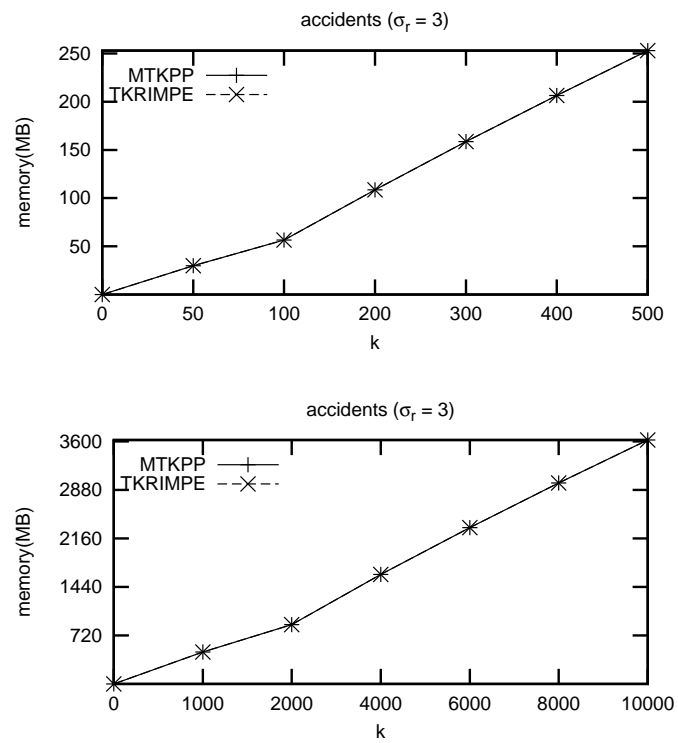 accidents (σr = 3)
MTKPP
TKRIMPE
250
200
150
100
50
memory(MB)
0 50 100 200 300 400 500
k
accidents (σr = 3)
MTKPP
TKRIMPE
3600
2880
2160
1440
720
memory(MB)
0 1000 2000 4000 6000 8000 10000
k